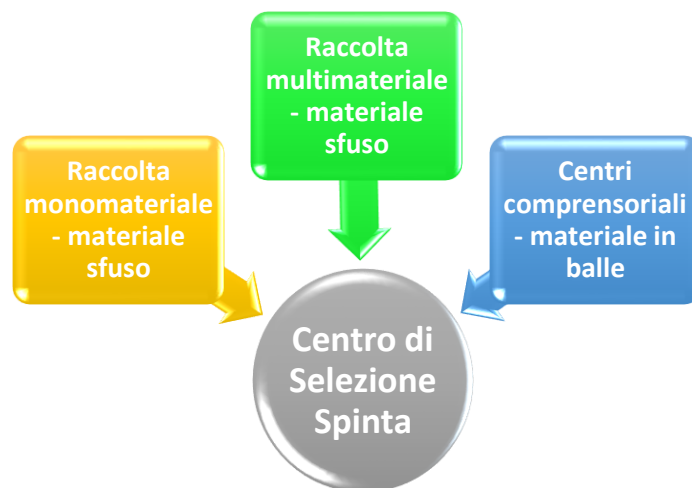 Raccolta
multimateriale
- materiale
sfuso
Raccolta
monomateriale
- materiale
sfuso
Centri
comprensoriali
- materiale in
balle
Centro di
Selezione
Spinta